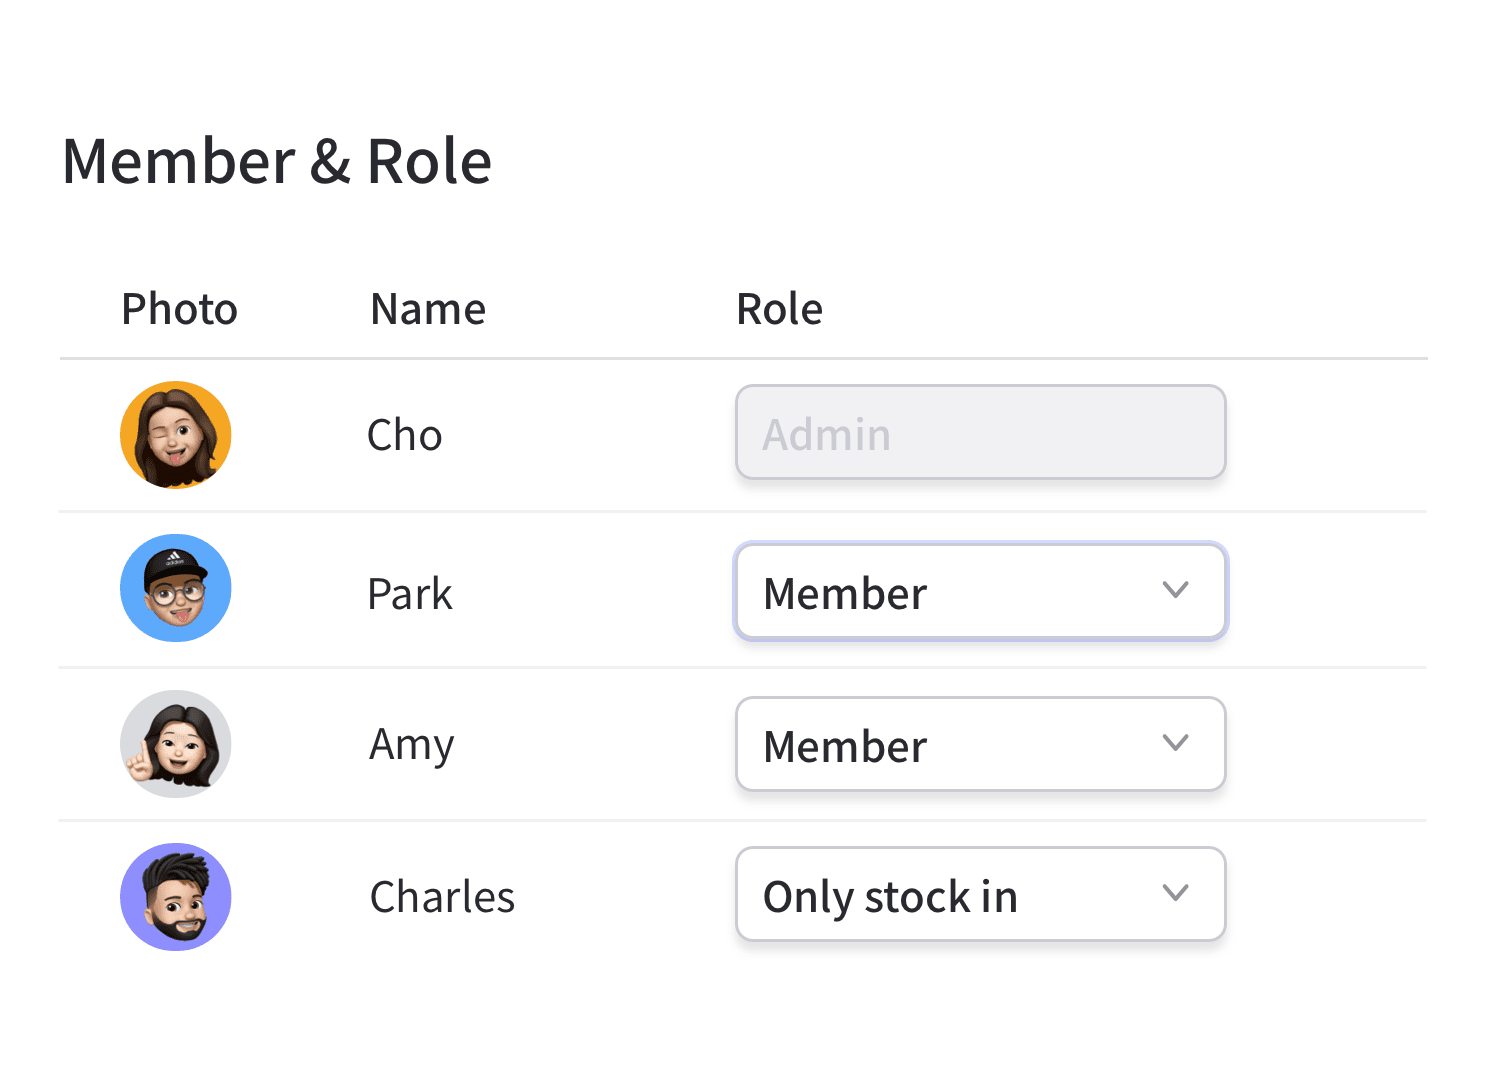 Member & Role
Photo Name Role
Cho Admin
Park Member
Amy Member
Charles Only stock in